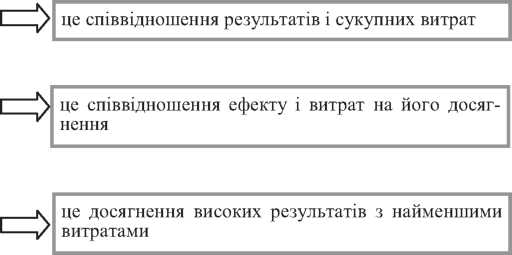 це співвідношення результатів і сукупних витрат
це співвідношення ефекту і витрат на його досяг-
нення
це досягнення високих результатів з найменшими
витратами